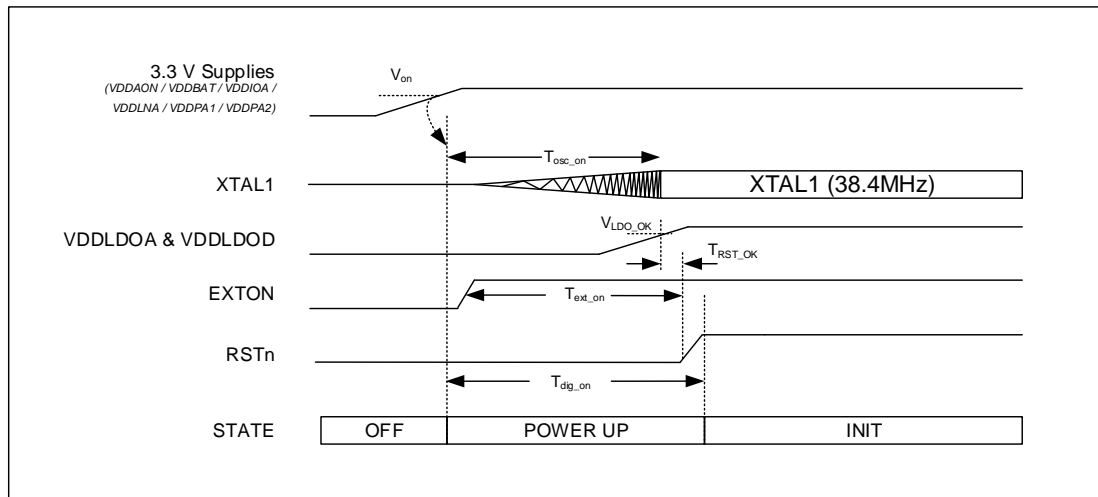 3.3 V Supplies
(VDDAON / VDDBAT / VDDIOA /
VDDLNA / VDDPA1 / VDDPA2)
Von
Tosc_on
XTAL1
XTAL1 (38.4MHz)
VLDO_OK
VDDLDOA & VDDLDOD
TRST_OK
EXTON
Text_on
RSTn
Tdig_on
STATE
OFF
POWER UP
INIT